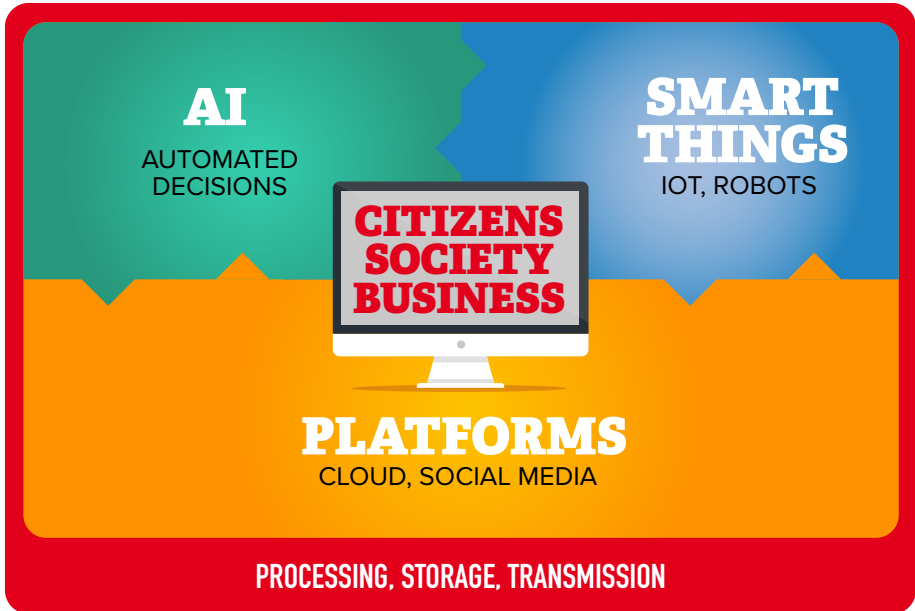 AI
AUTOMATED
DECISIONS
SMART
THINGS
IOT, ROBOTS
CITIZENS
SOCIETY
BUSINESS
PLATFORMS
CLOUD, SOCIAL MEDIA
PROCESSING, STORAGE, TRANSMISSION